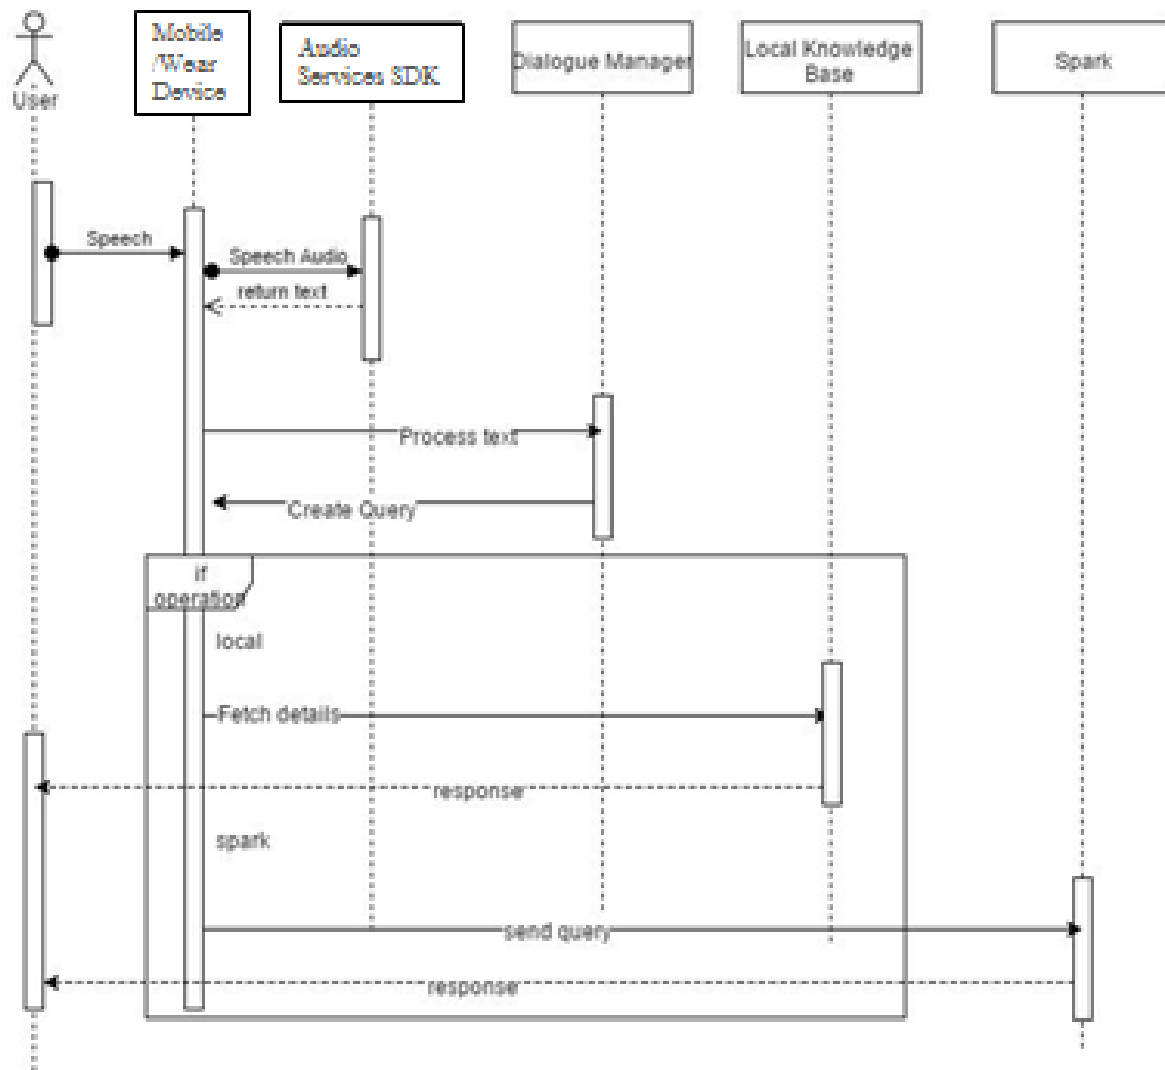 User
Mobile
/Wear
Device
Audio
Services SDK
Dialogue Manager
Local Knowledge
Base
Spark
Speech
Speech Audio
return text
Process text
Create Query
if
operation
local
Fetch details
response
spark
send query
response